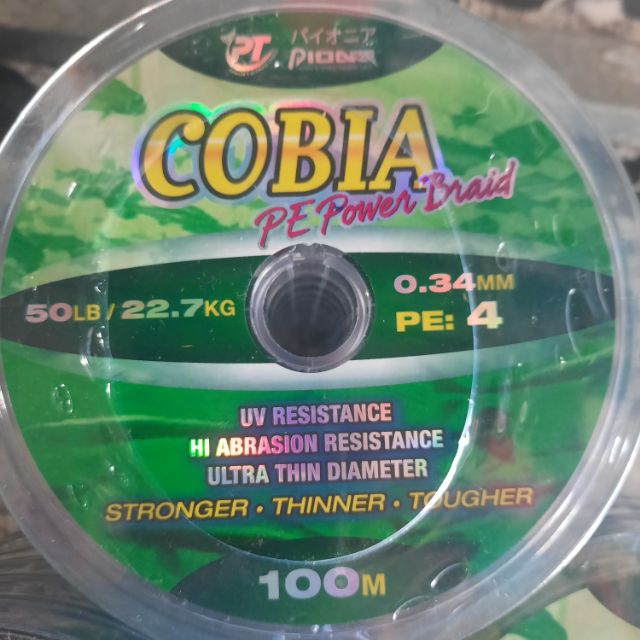 PT パイオニア
PIONEER
COBIA
PE Power Braid
50LB / 22.7KG
0.34MM
PE: 4
UV RESISTANCE
HI ABRASION RESISTANCE
ULTRA THIN DIAMETER
STRONGER • THINNER • TOUGHER
100M